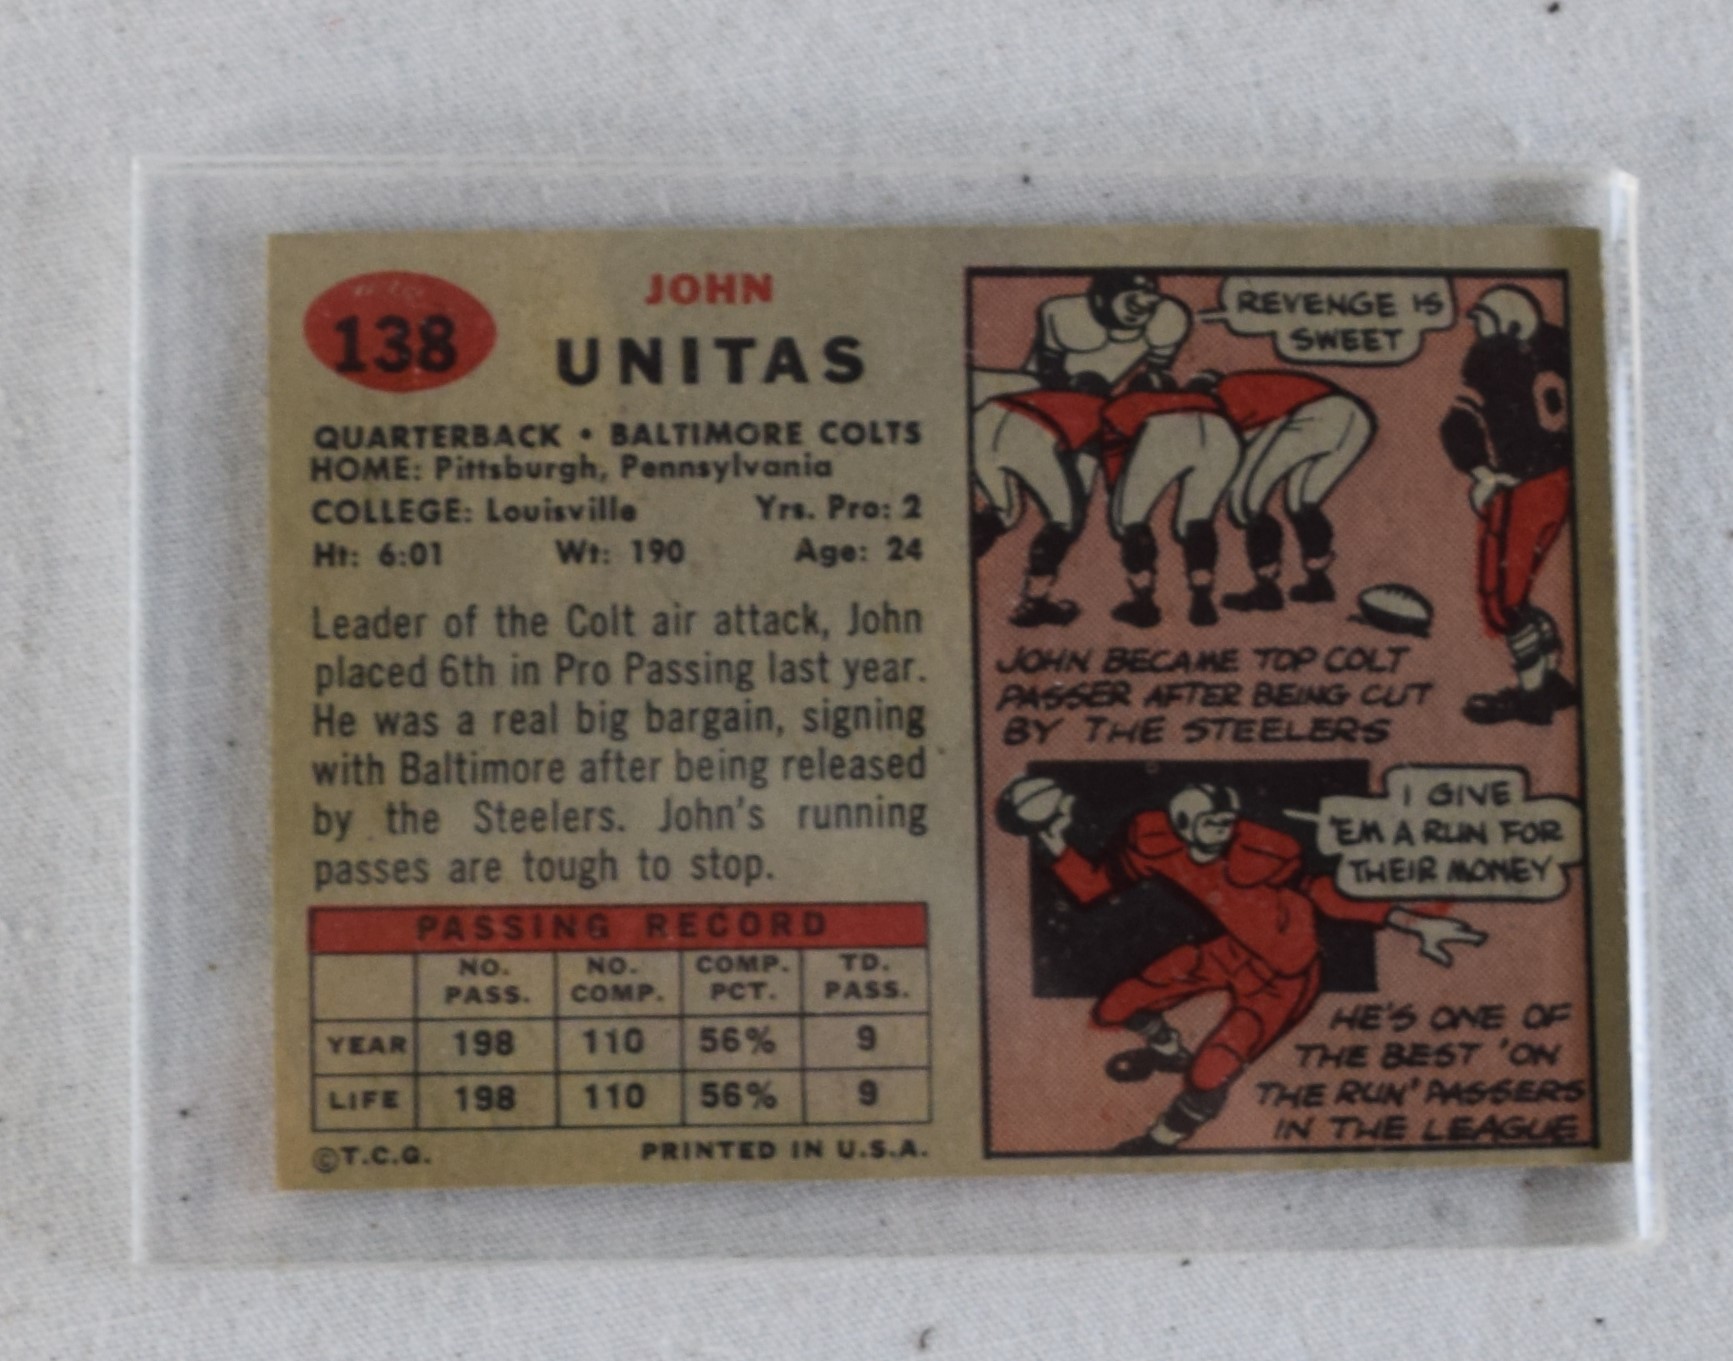 138
JOHN
UNITAS
QUARTERBACK • BALTIMORE COLTS
HOME: Pittsburgh, Pennsylvania
COLLEGE: Louisville Yrs. Pro: 2
Ht: 6:01 Wt: 190 Age: 24
Leader of the Colt air attack, John
placed 6th in Pro Passing last year.
He was a real big bargain, signing
with Baltimore after being released
by the Steelers. John's running
passes are tough to stop.
PASSING RECORD
NO. PASS. NO. COMP. COMP. PCT. TD. PASS.
YEAR 198 110 56% 9
LIFE 198 110 56% 9
©T.C.G. PRINTED IN U.S.A.
REVENGE IS
SWEET
0
JOHN BECAME TOP COLT
PASSER AFTER BEING CUT
BY THE STEELERS
I GIVE
'EM A RUN FOR
THEIR MONEY
HE'S ONE OF
THE BEST 'ON
THE RUN' PASSERS
IN THE LEAGUE